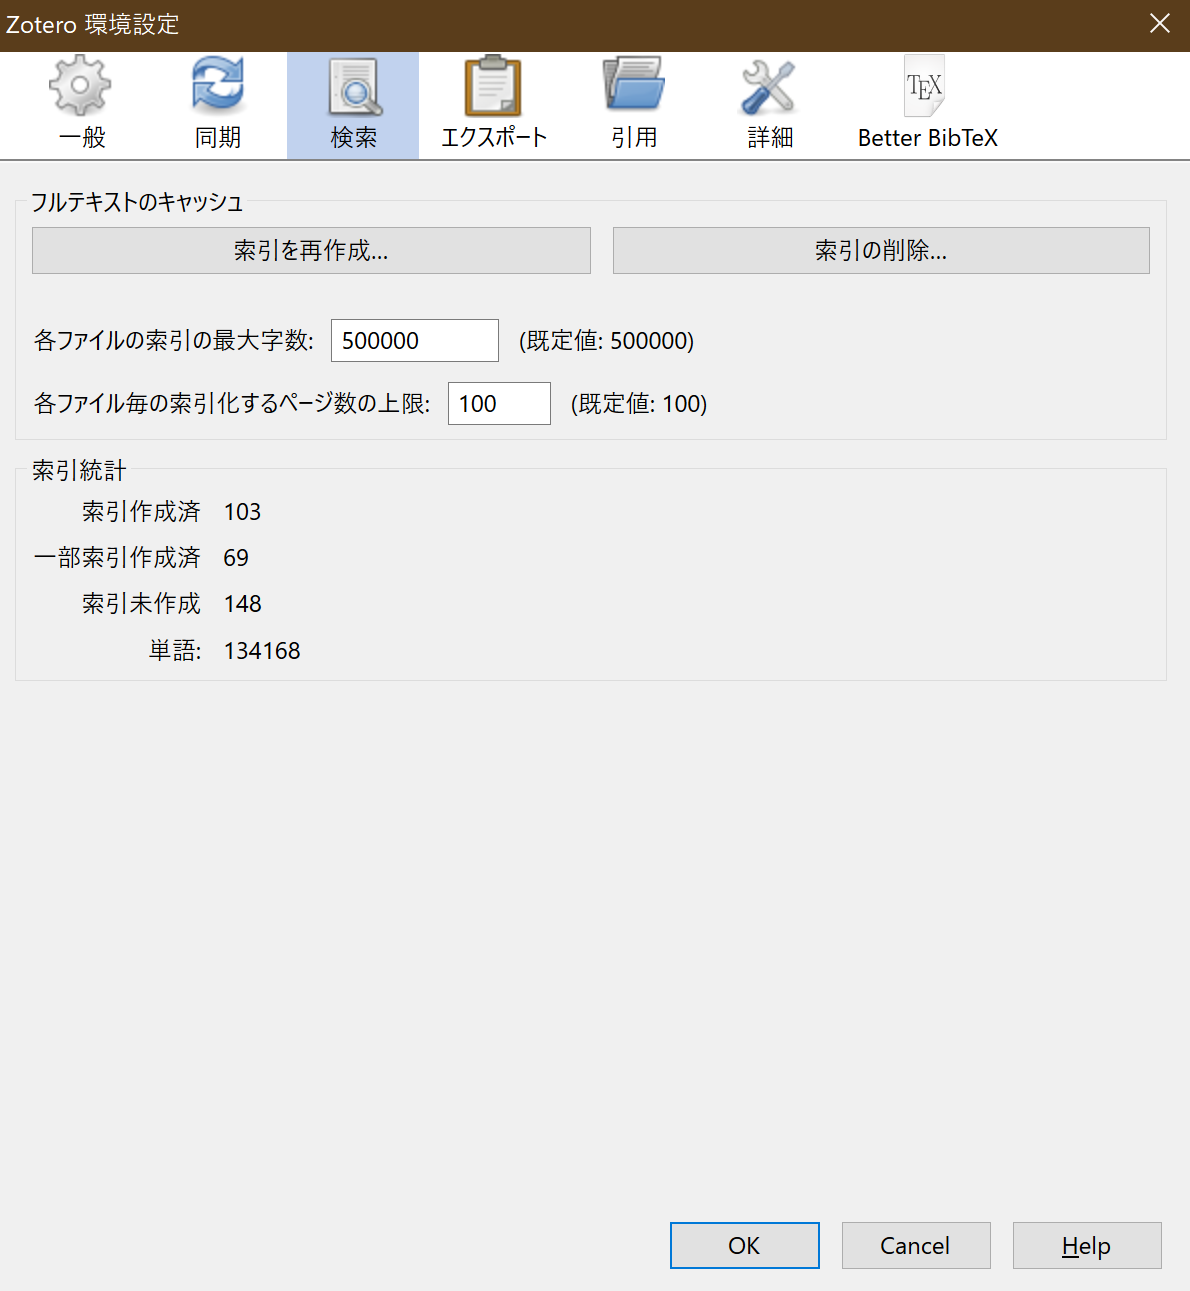 Zotero 環境設定
一般 同期 検索 エクスポート 引用 詳細 TEX Better BibTeX
フルテキストのキャッシュ
索引を再作成... 索引の削除...
各ファイルの索引の最大字数: 500000 (既定値: 500000)
各ファイル毎の索引化するページ数の上限: 100 (既定値: 100)
索引統計
索引作成済 103
一部索引作成済 69
索引未作成 148
単語: 134168
OK Cancel Help